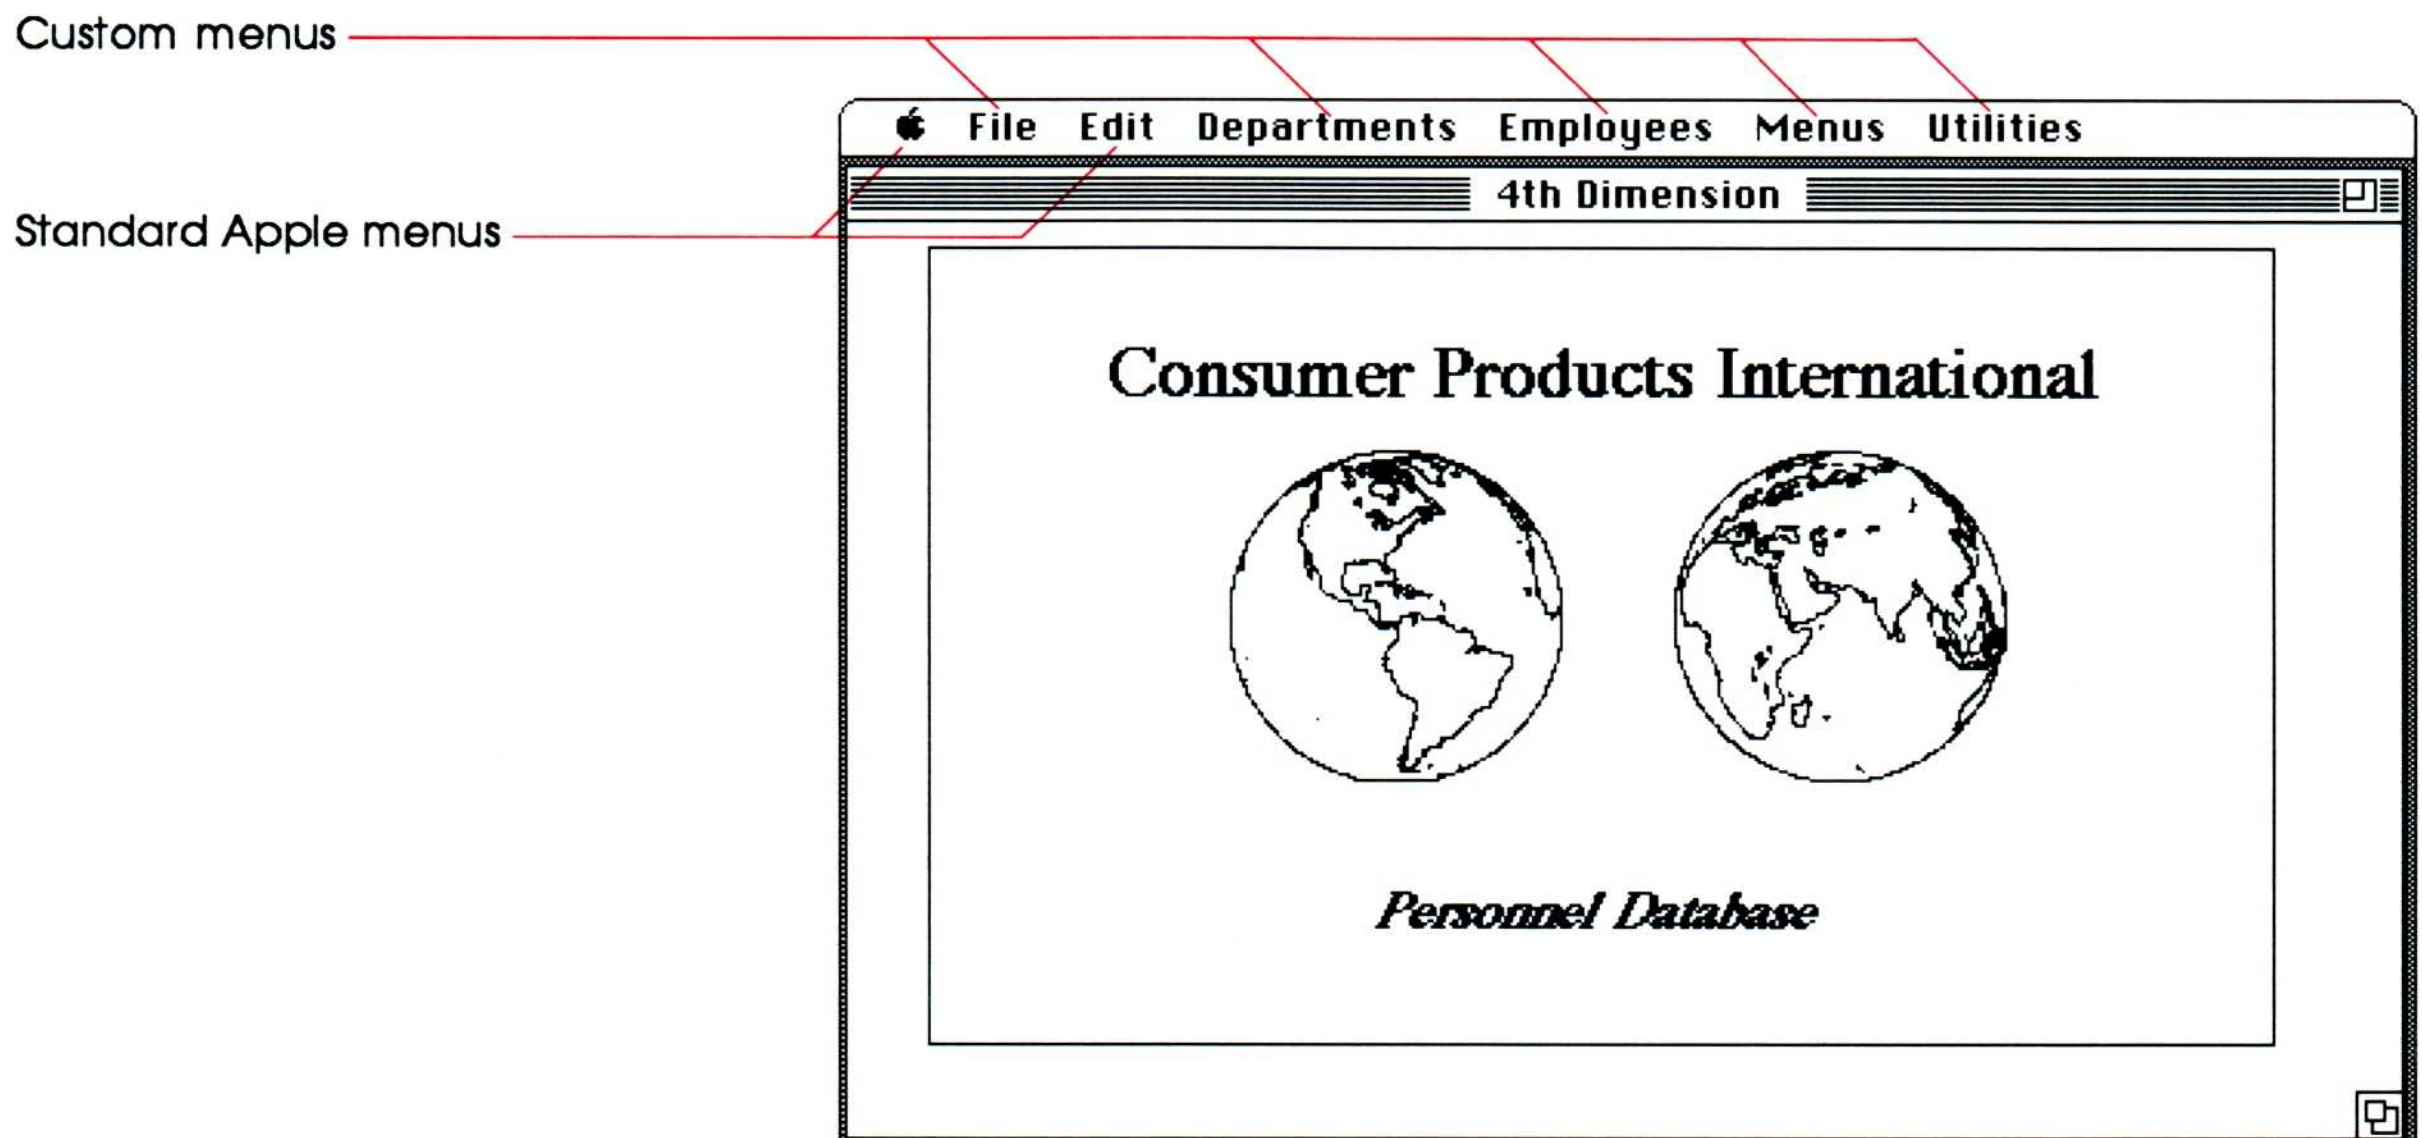 Custom menus
File Edit Departments Employees Menus Utilities
4th Dimension
Standard Apple menus
Consumer Products International
Personnel Database